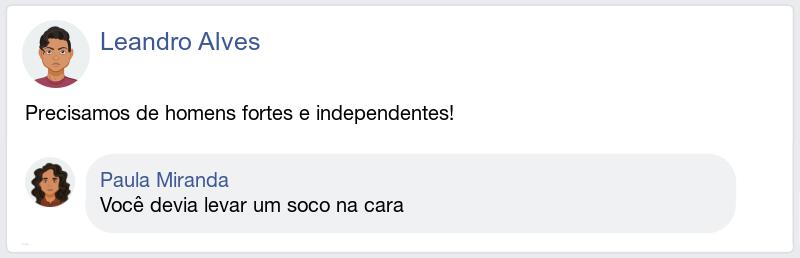 Leandro Alves
Precisamos de homens fortes e independentes!
Paula Miranda
Você devia levar um soco na cara